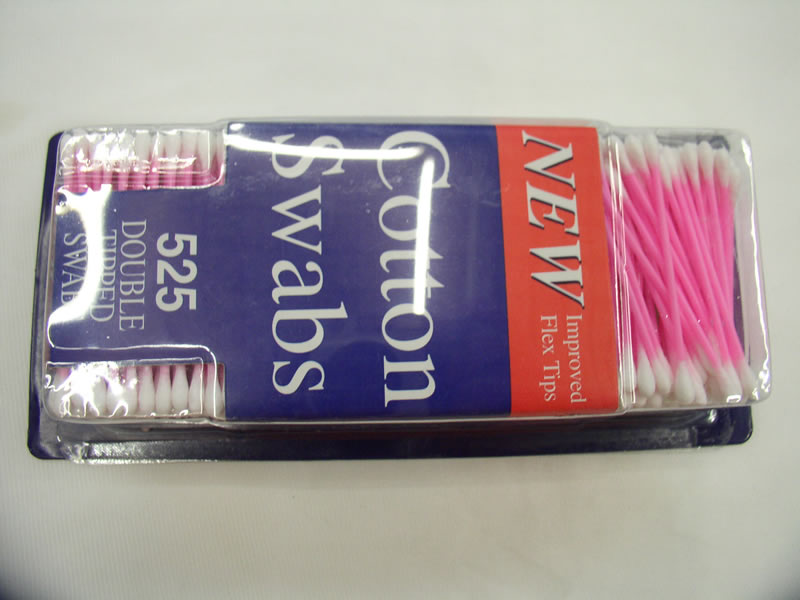 NEW
Improved
Flex Tips
Cotton
Swabs
525
DOUBLE
TIPPED
SWABS